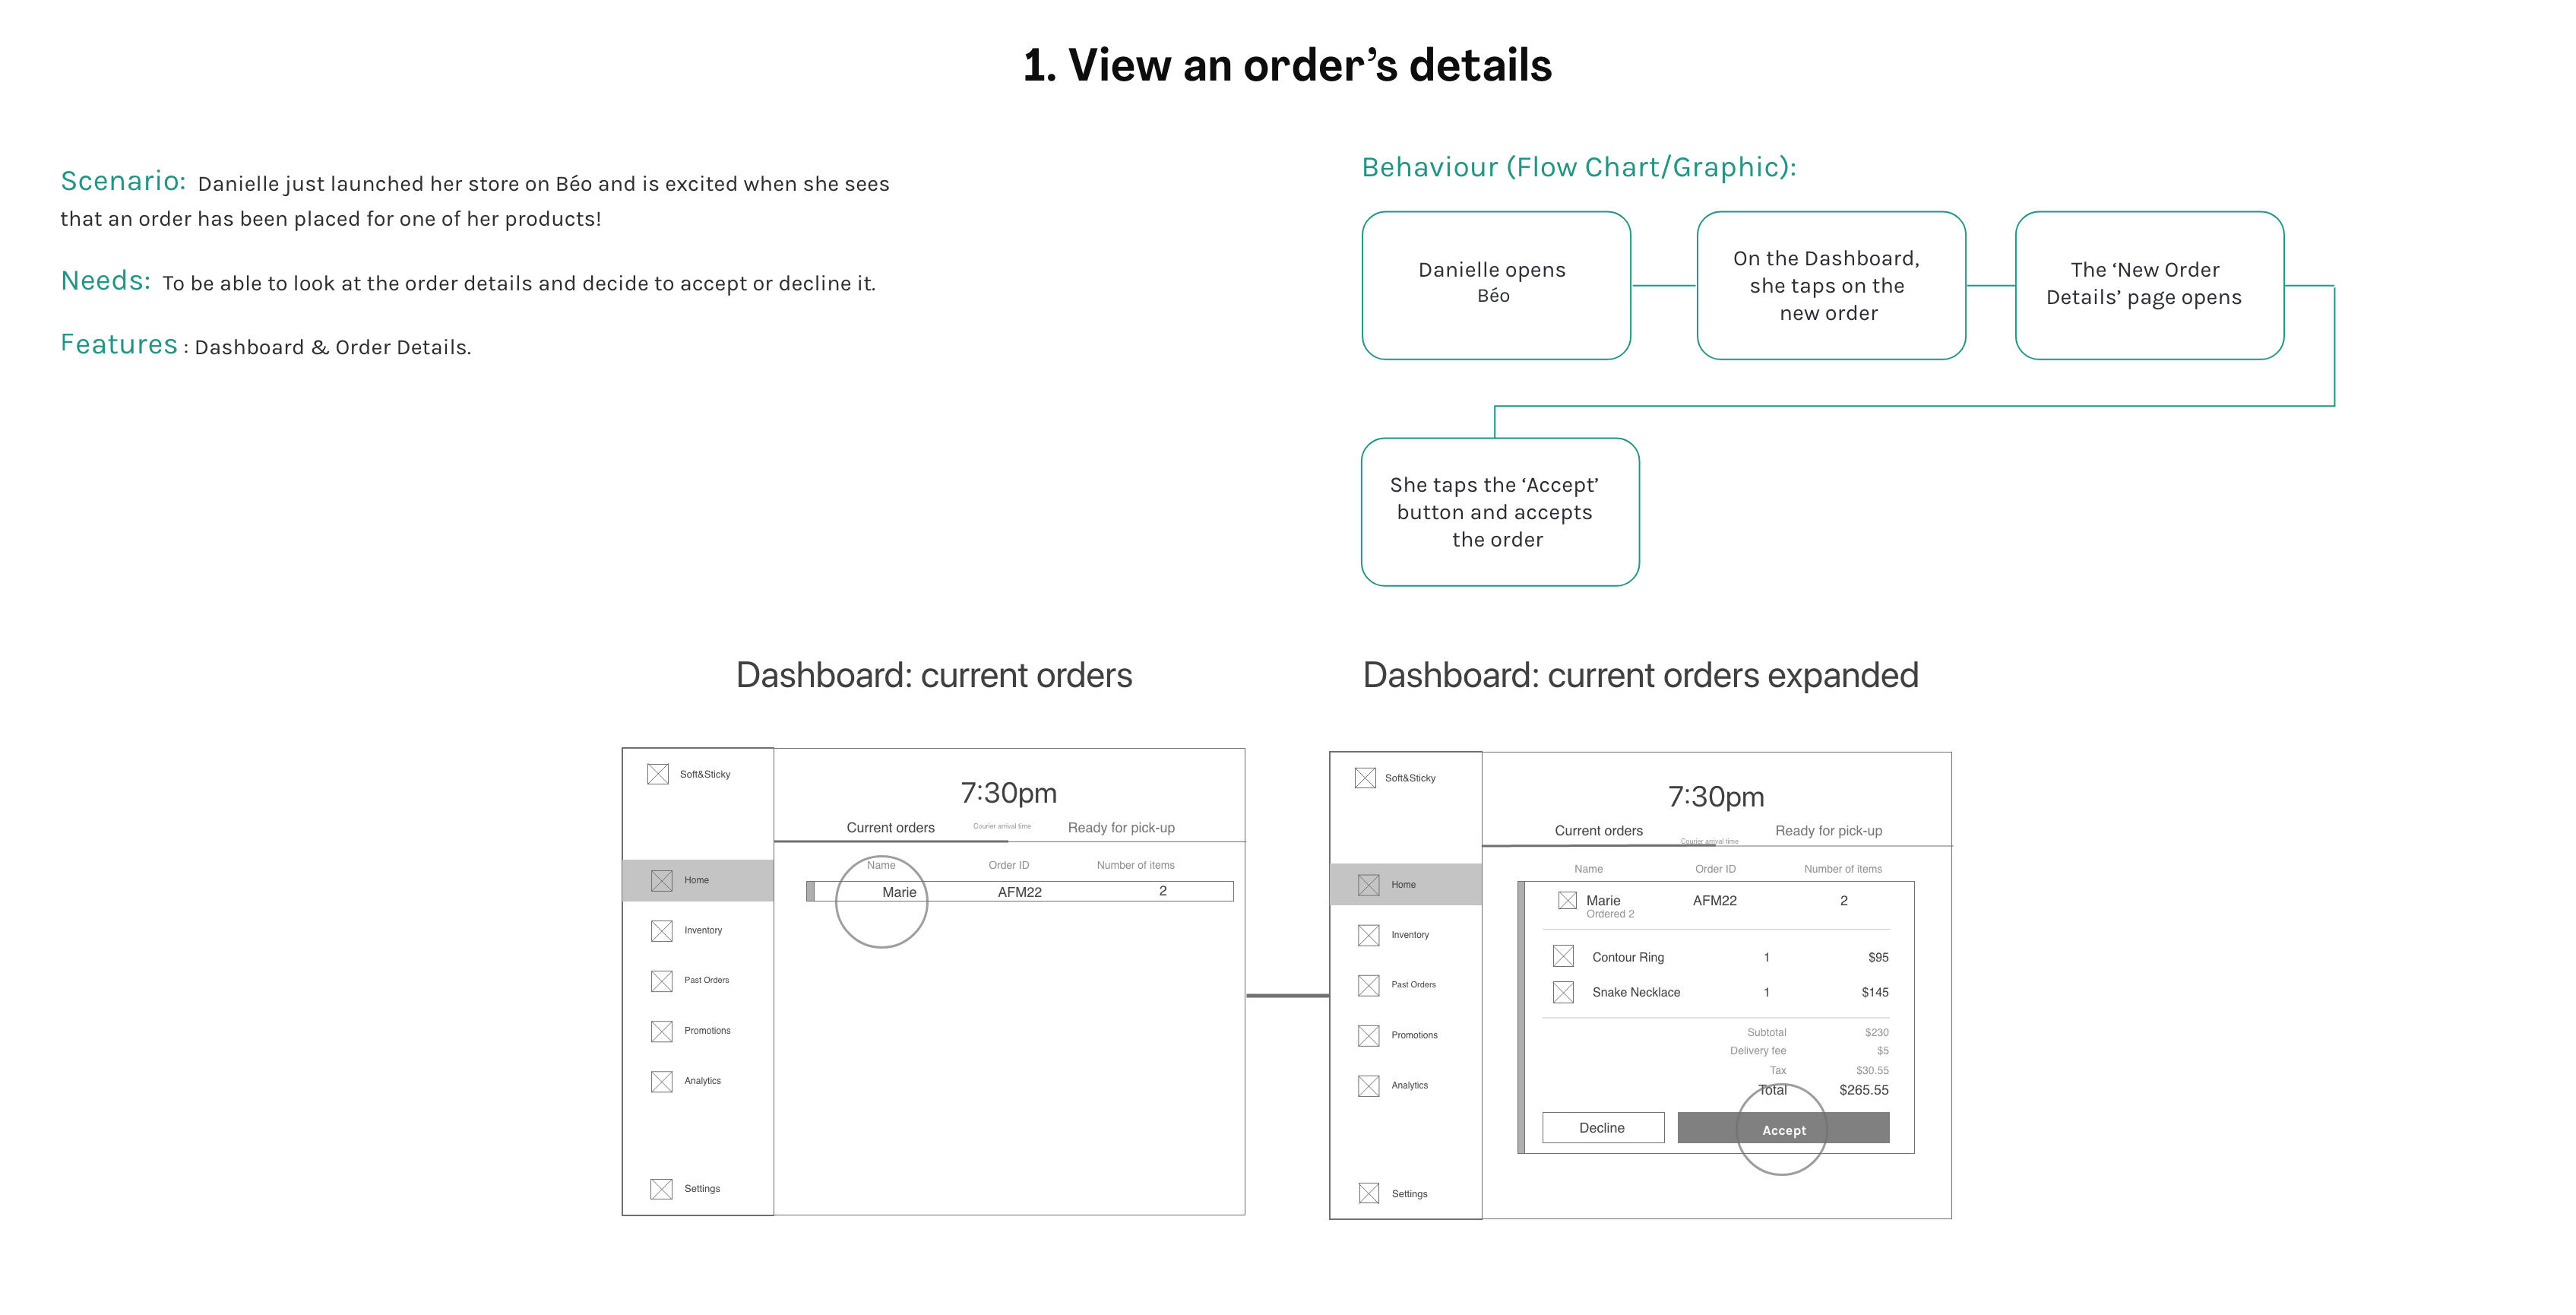 1. View an order’s details
Scenario: Danielle just launched her store on Béo and is excited when she sees
that an order has been placed for one of her products!
Needs: To be able to look at the order details and decide to accept or decline it.
Features : Dashboard & Order Details.
Behaviour (Flow Chart/Graphic):
Danielle opens
Béo
On the Dashboard,
she taps on the
new order
The ‘New Order
Details’ page opens
She taps the ‘Accept’
button and accepts
the order
Dashboard: current orders
Soft&Sticky
Home
Inventory
Past Orders
Promotions
Analytics
Settings
7:30pm
Current orders
Courier arrival time
Ready for pick-up
Name Order ID Number of items
Marie AFM22 2
Dashboard: current orders expanded
Soft&Sticky
Home
Inventory
Past Orders
Promotions
Analytics
Settings
7:30pm
Current orders
Courier arrival time
Ready for pick-up
Name Order ID Number of items
Marie AFM22 2
Ordered 2
Contour Ring 1 $95
Snake Necklace 1 $145
Subtotal $230
Delivery fee $5
Tax $30.55
Total $265.55
Decline Accept